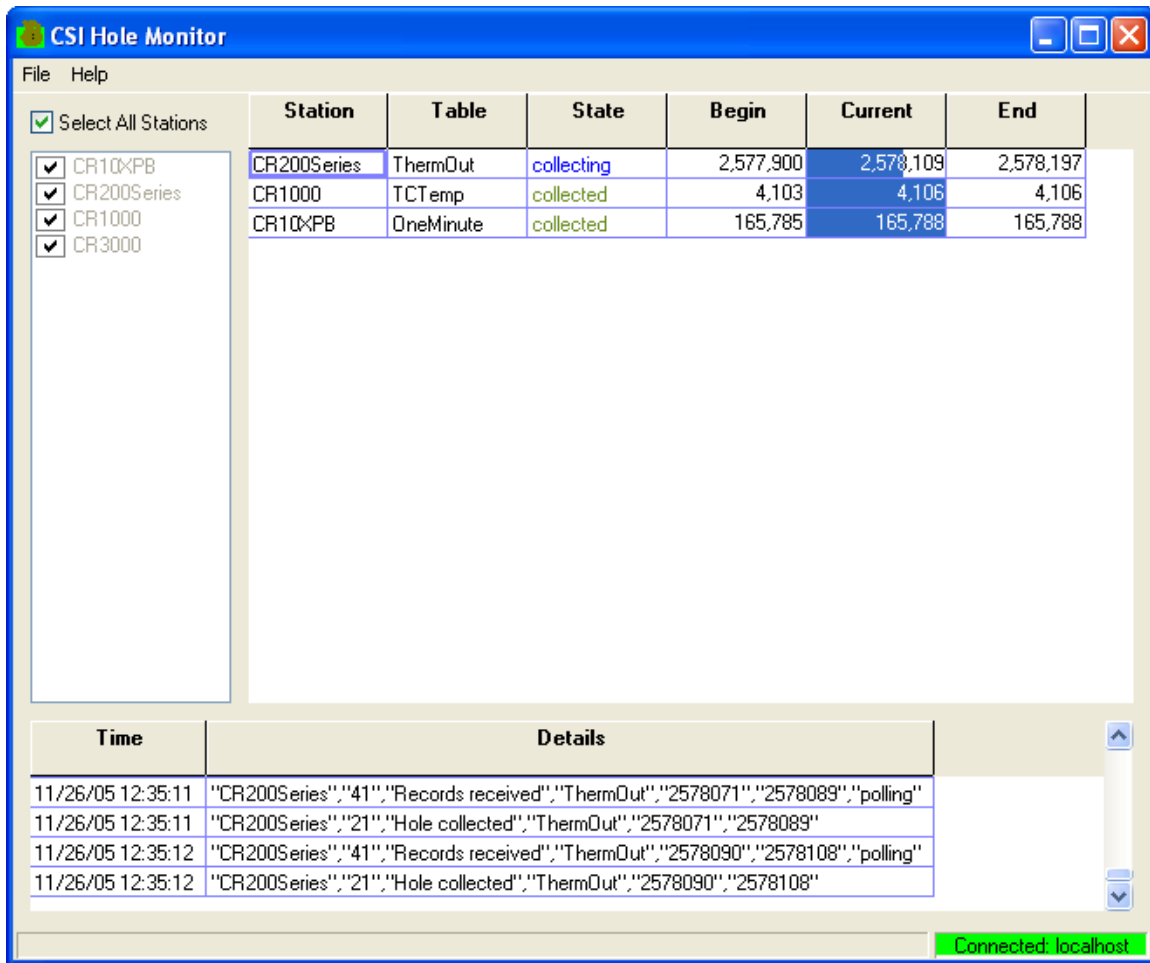 CSI Hole Monitor
File Help
Select All Stations
CR10XPB
CR200Series
CR1000
CR3000
Station Table State Begin Current End
CR200Series ThermOut collecting 2,577,900 2,578,109 2,578,197
CR1000 TCTemp collected 4,103 4,106 4,106
CR10XPB OneMinute collected 165,785 165,788 165,788
Time Details
11/26/05 12:35:11 "CR200Series","41","Records received","ThermOut","2578071","2578089","polling"
11/26/05 12:35:11 "CR200Series","21","Hole collected","ThermOut","2578071","2578089"
11/26/05 12:35:12 "CR200Series","41","Records received","ThermOut","2578090","2578108","polling"
11/26/05 12:35:12 "CR200Series","21","Hole collected","ThermOut","2578090","2578108"
Connected: localhost